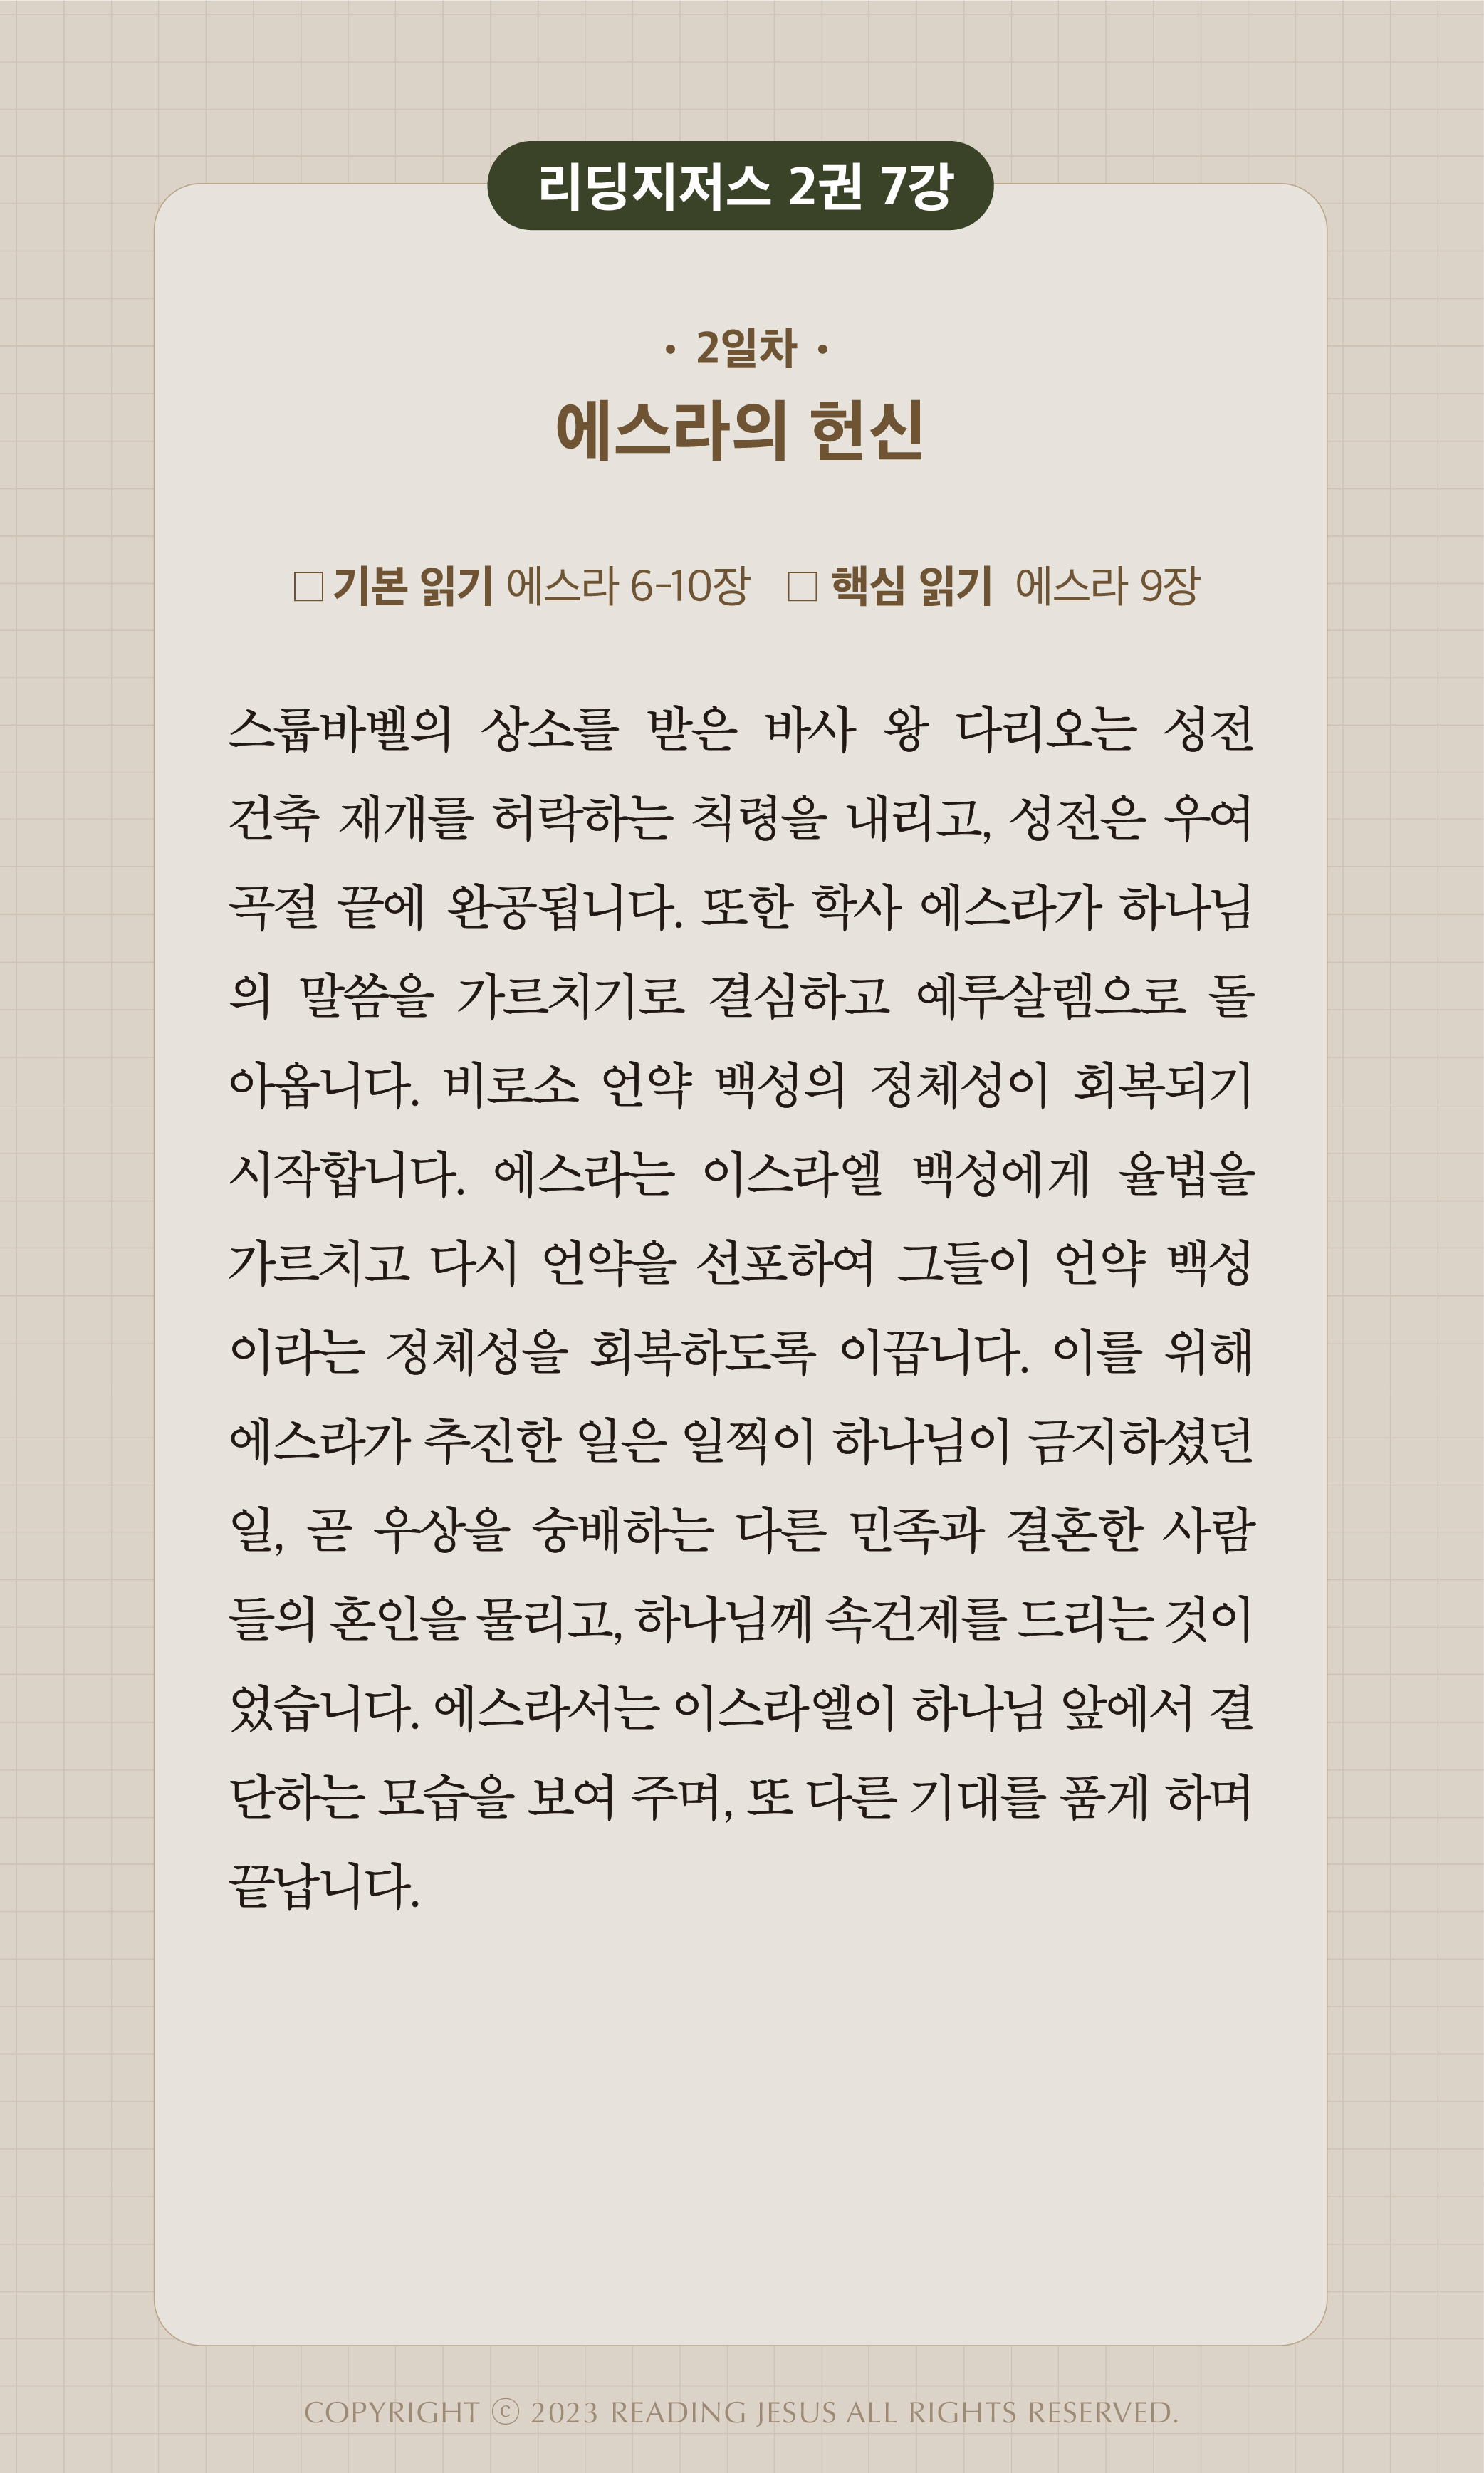 리딩지저스 2권 7강
· 2일차 ·
에스라의 헌신
□ 기본 읽기 에스라 6-10장 □ 핵심 읽기 에스라 9장
스룹바벨의 상소를 받은 바사 왕 다리오는 성전
건축 재개를 허락하는 칙령을 내리고, 성전은 우여
곡절 끝에 완공됩니다. 또한 학사 에스라가 하나님
의 말씀을 가르치기로 결심하고 예루살렘으로 돌
아옵니다. 비로소 언약 백성의 정체성이 회복되기
시작합니다. 에스라는 이스라엘 백성에게 율법을
가르치고 다시 언약을 선포하여 그들이 언약 백성
이라는 정체성을 회복하도록 이끕니다. 이를 위해
에스라가 추진한 일은 일찍이 하나님이 금지하셨던
일, 곧 우상을 숭배하는 다른 민족과 결혼한 사람
들의 혼인을 물리고, 하나님께 속건제를 드리는 것이
었습니다. 에스라서는 이스라엘이 하나님 앞에서 결
단하는 모습을 보여 주며, 또 다른 기대를 품게 하며
끝납니다.
COPYRIGHT ⓒ 2023 READING JESUS ALL RIGHTS RESERVED.